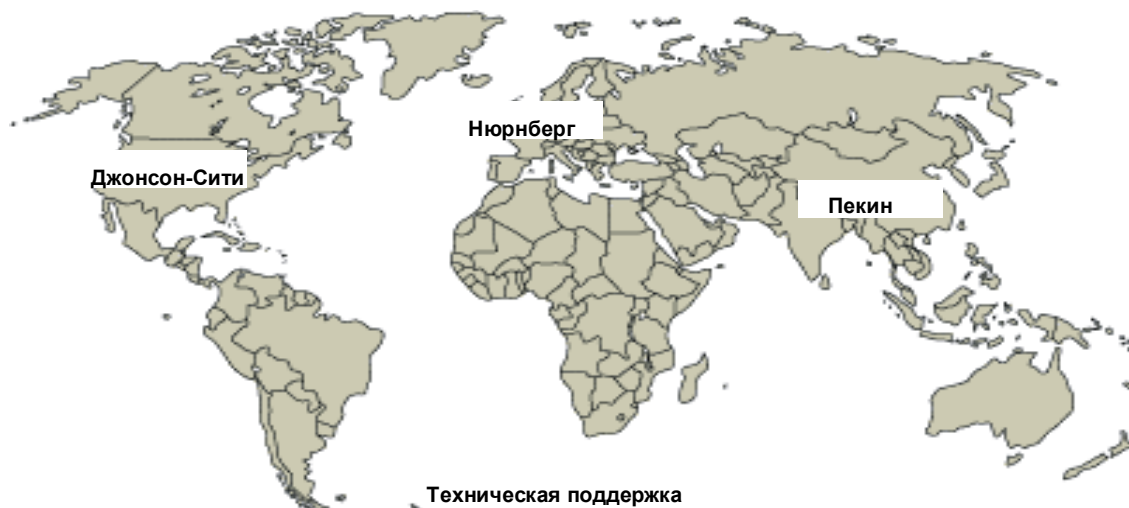 Нюрнберг
Джонсон-Сити
Пекин
Техническая поддержка